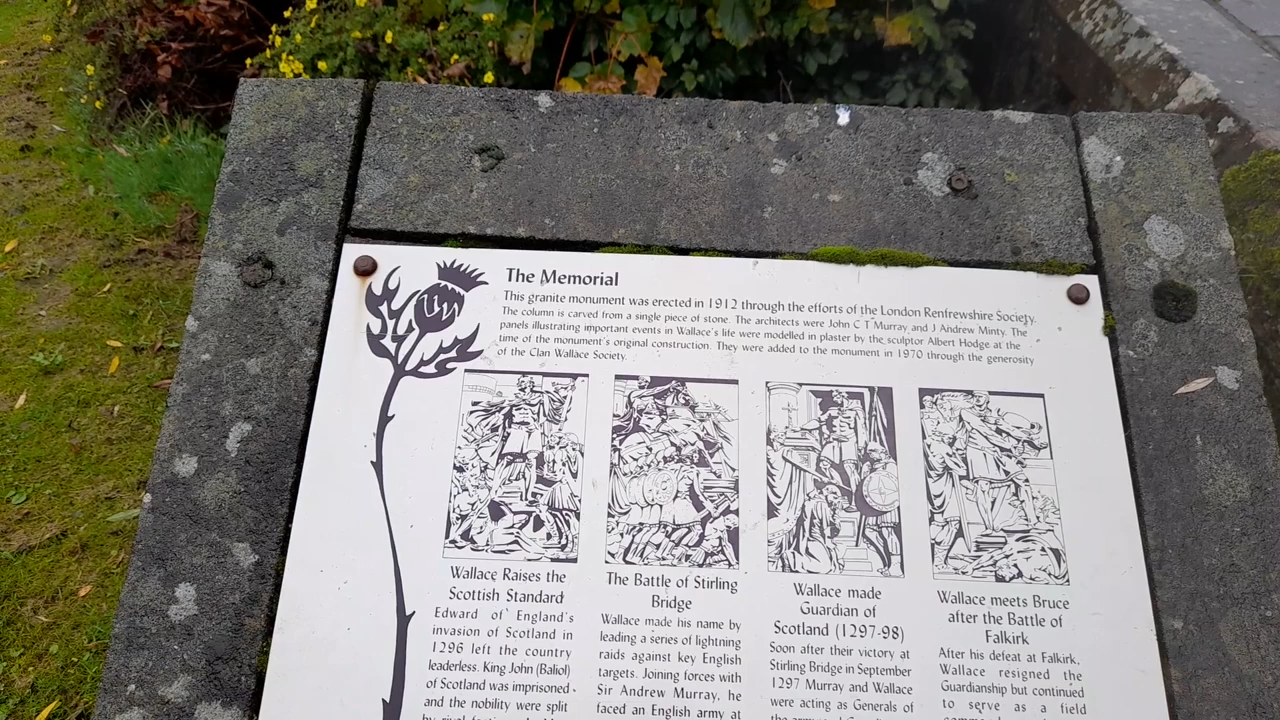 The Memorial
This granite monument was erected in 1912 through the efforts of the London Renfrewshire Society.
The column is carved from a single piece of stone. The architects were John C T Murray and J Andrew Minty. The
panels illustrating important events in Wallace's life were modelled in plaster by the sculptor Albert Hodge at the
time of the monument's original construction. They were added to the monument in 1970 through the generosity
of the Clan Wallace Society.
Wallace Raises the
Scottish Standard
Edward of England's
invasion of Scotland in
1296 left the country
leaderless. King John (Baliol)
of Scotland was imprisoned
and the nobility were split
The Battle of Stirling
Bridge
Wallace made his name by
leading a series of lightning
raids against key English
targets. Joining forces with
Sir Andrew Murray, he
faced an English army at
Wallace made
Guardian of
Scotland (1297-98)
Soon after their victory at
Stirling Bridge in September
1297 Murray and Wallace
were acting as Generals of
Wallace meets Bruce
after the Battle of
Falkirk
After his defeat at Falkirk,
Wallace resigned the
Guardianship but continued
to serve as a field